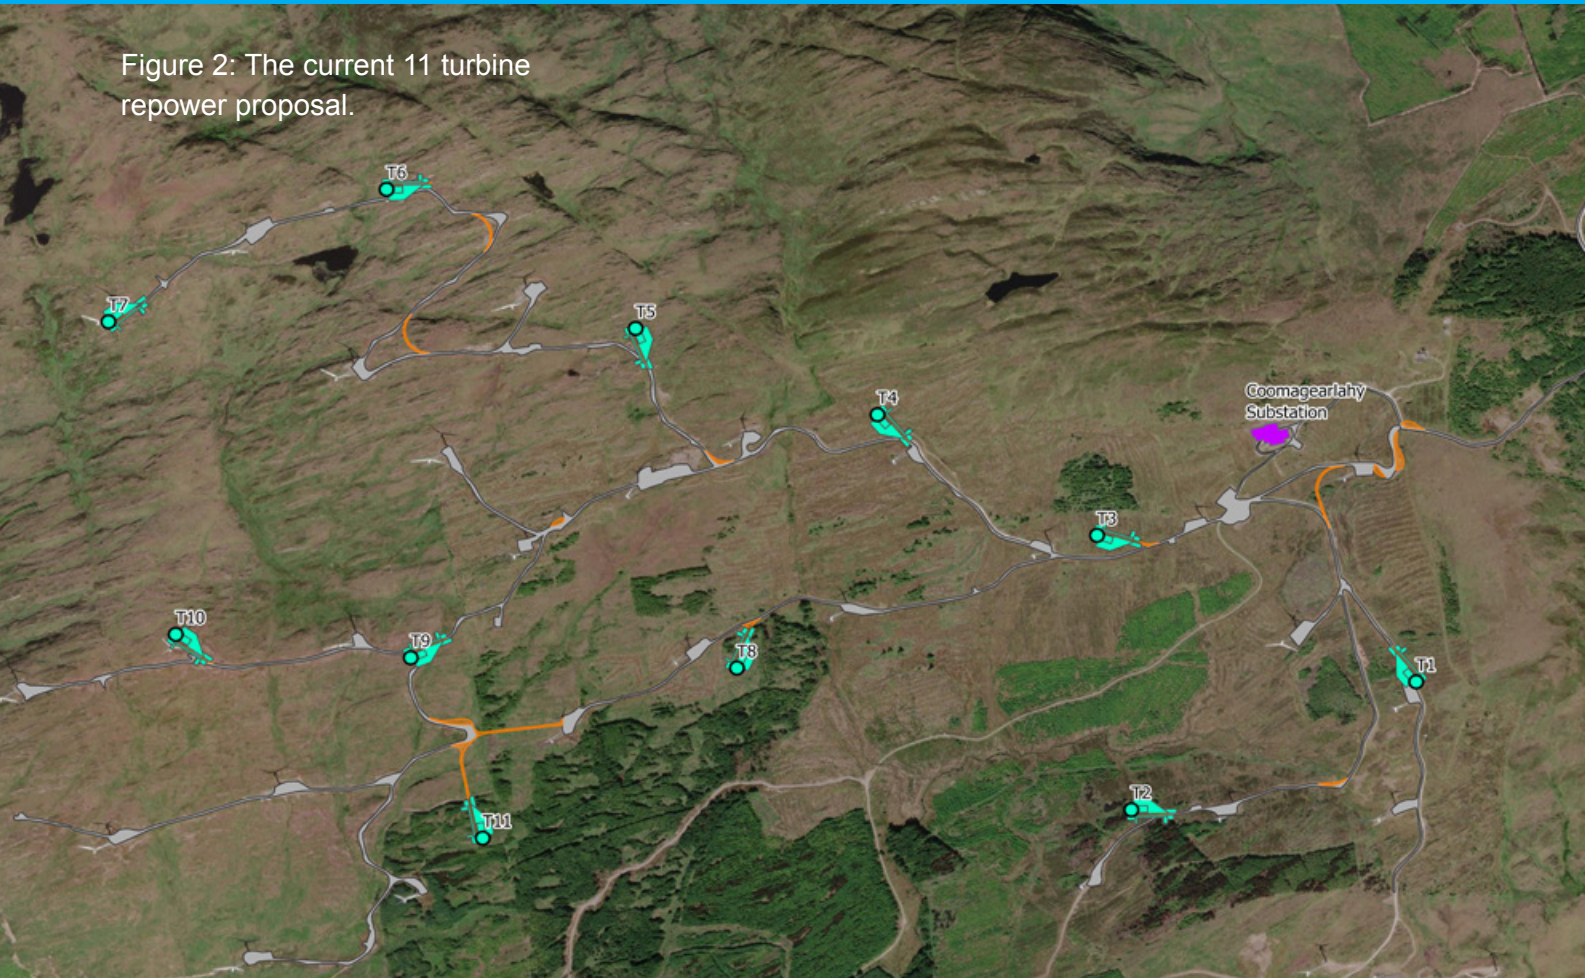 Figure 2: The current 11 turbine
repower proposal.
T6
T7
T5
T4
Coomagearlahy
Substation
T3
T10
T9
T8
T1
T2
T11